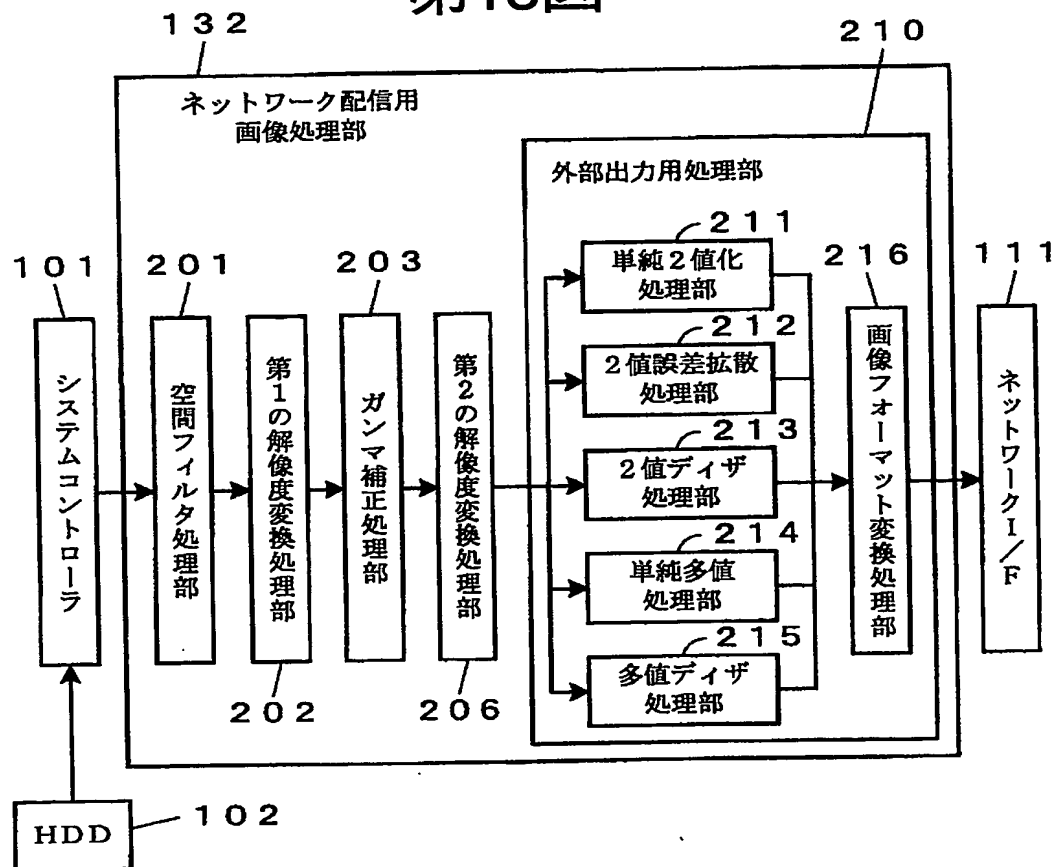 第18図
132
210
ネットワーク配信用
画像処理部
外部出力用処理部
101
201
203
211
216
111
システムコントローラ
空間フィルタ処理部
第1の解像度変換処理部
ガンマ補正処理部
第2の解像度変換処理部
単純2値化
処理部
212
2値誤差拡散
処理部
213
2値ディザ
処理部
214
単純多値
処理部
215
多値ディザ
処理部
画像フォーマット変換処理部
ネットワークI/F
202
206
HDD
102